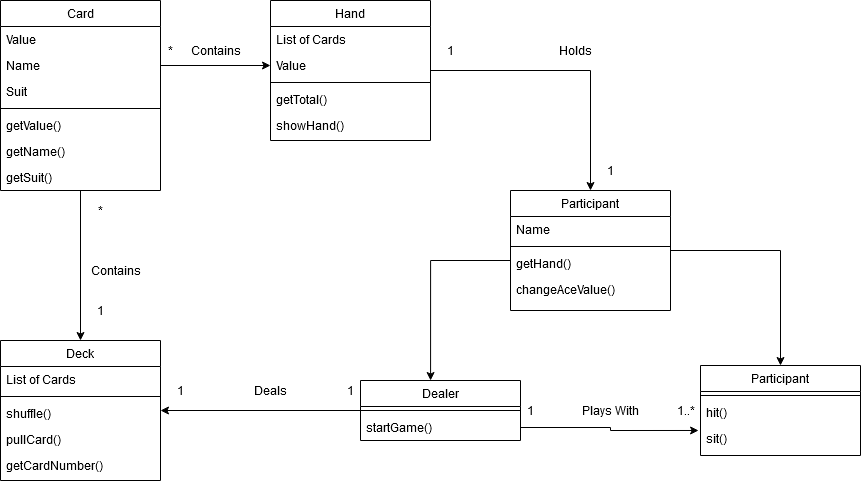 Card
Value
Name
Suit
getValue()
getName()
getSuit()
* Contains
Hand
List of Cards
Value
getTotal()
showHand()
1 Holds
1
Participant
Name
getHand()
changeAceValue()
*
Contains
1
Deck
List of Cards
shuffle()
pullCard()
getCardNumber()
1 Deals 1
Dealer
startGame()
1 Plays With 1..*
Participant
hit()
sit()